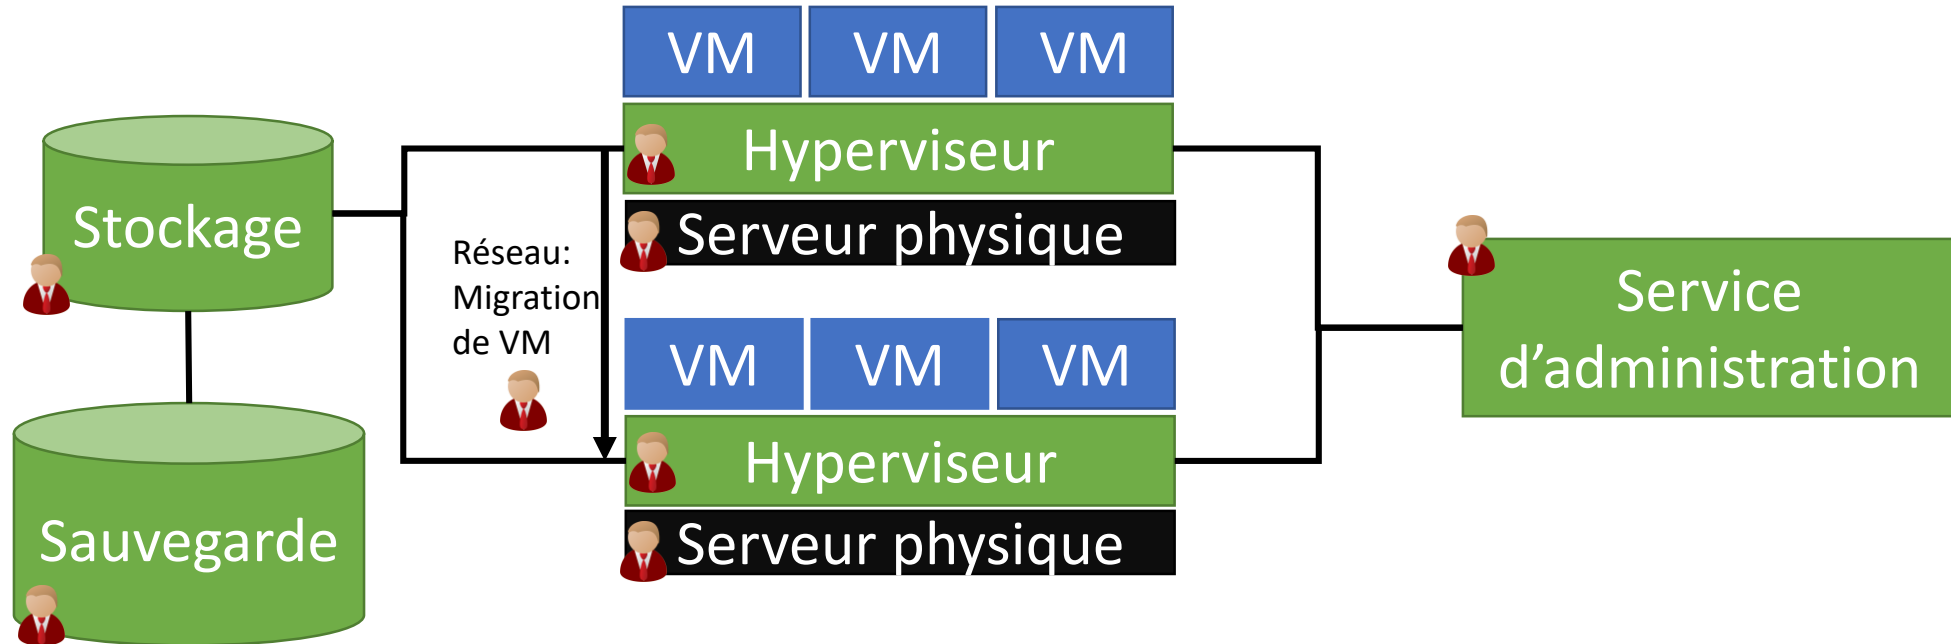 VM VM VM
Hyperviseur
Serveur physique
Stockage
Réseau:
Migration
de VM
VM VM VM
Hyperviseur
Serveur physique
Service
d’administration
Sauvegarde